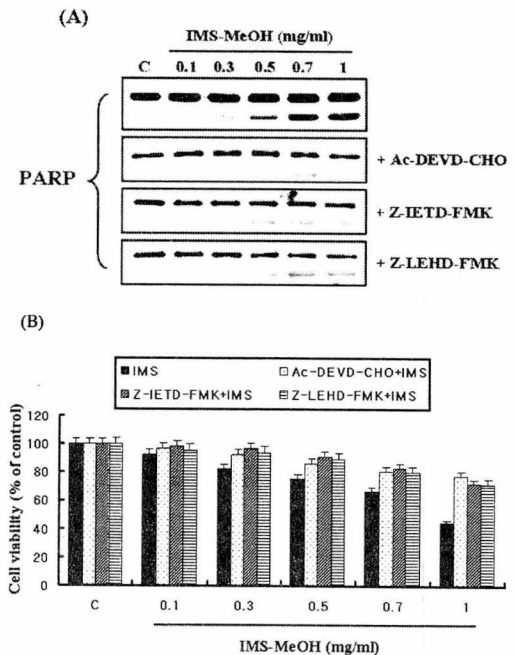 (A)
IMS-MeOH (mg/ml)
C 0.1 0.3 0.5 0.7 1
PARP
+ Ac-DEVD-CHO
+ Z-IETD-FMK
+ Z-LEHD-FMK
(B)
IMS Ac-DEVD-CHO+IMS
Z-IETD-FMK+IMS Z-LEHD-FMK+IMS
Cell viability (% of control)
120
100
80
60
40
20
0
C 0.1 0.3 0.5 0.7 1
IMS-MeOH (mg/ml)